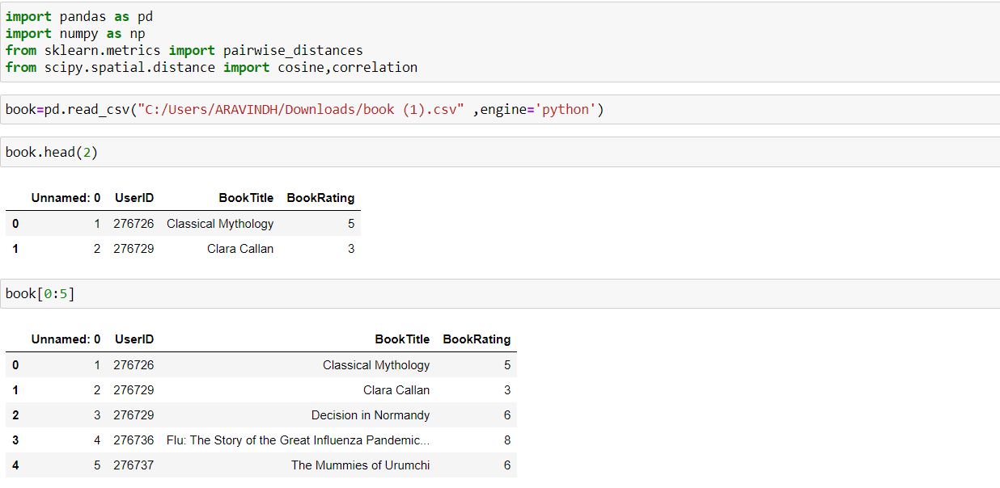 import pandas as pd
import numpy as np
from sklearn.metrics import pairwise_distances
from scipy.spatial.distance import cosine,correlation
book=pd.read_csv("C:/Users/ARAVINDH/Downloads/book (1).csv" ,engine='python')
book.head(2)
Unnamed: 0 UserID BookTitle BookRating
0 1 276726 Classical Mythology 5
1 2 276729 Clara Callan 3
book[0:5]
Unnamed: 0 UserID BookTitle BookRating
0 1 276726 Classical Mythology 5
1 2 276729 Clara Callan 3
2 3 276729 Decision in Normandy 6
3 4 276736 Flu: The Story of the Great Influenza Pandemic... 8
4 5 276737 The Mummies of Urumchi 6